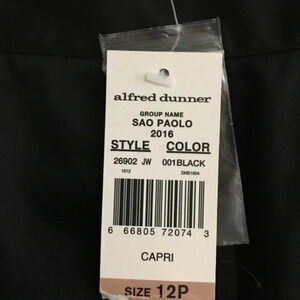 alfred dunner
GROUP NAME
SAO PAOLO
2016
STYLE COLOR
26902 JW 001BLACK
1512 DNS1004
6 66805 72074 3
CAPRI
SIZE 12P